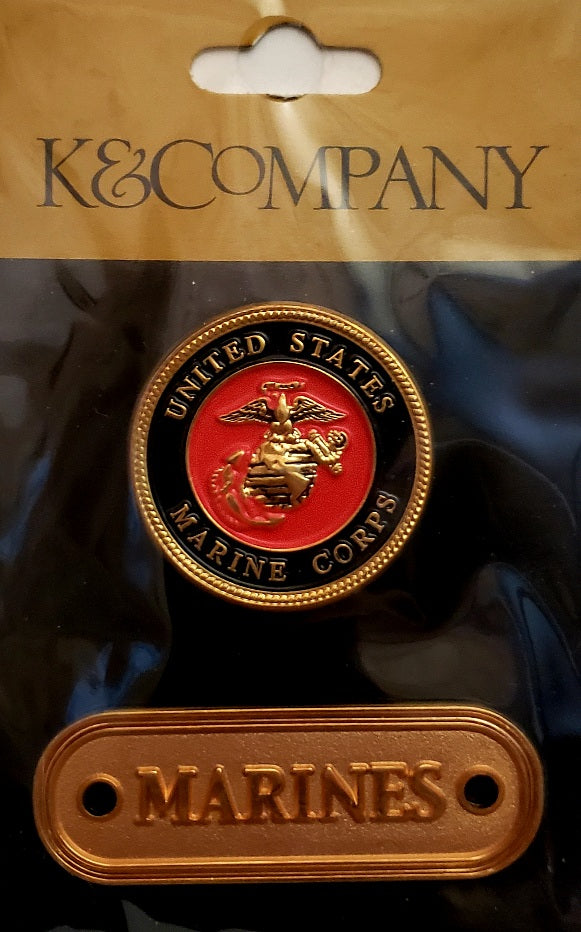 K&COMPANY
UNITED STATES
MARINE CORPS
MARINES